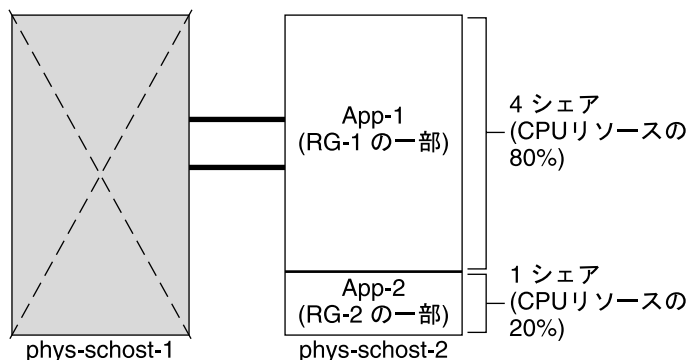 App-1
(RG-1 の一部)
4 シェア
(CPUリソースの
80%)
App-2
(RG-2 の一部)
1 シェア
(CPUリソースの
20%)
phys-schost-1
phys-schost-2